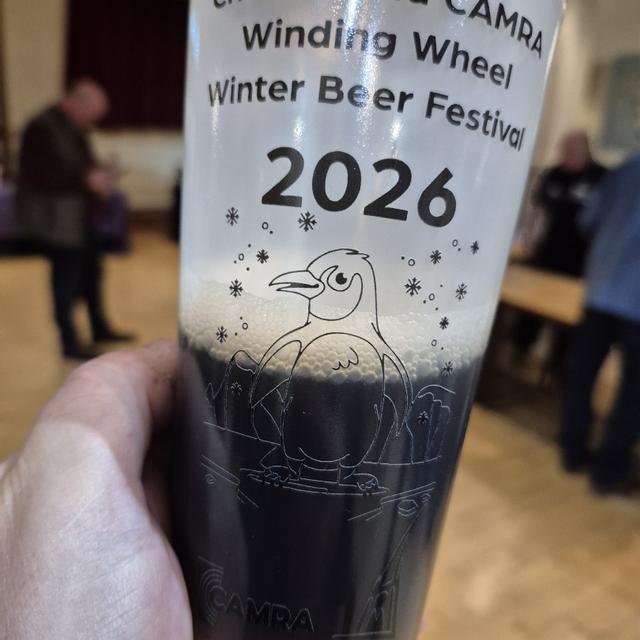 CAMRA
Winding Wheel
Winter Beer Festival
2026
CAMRA